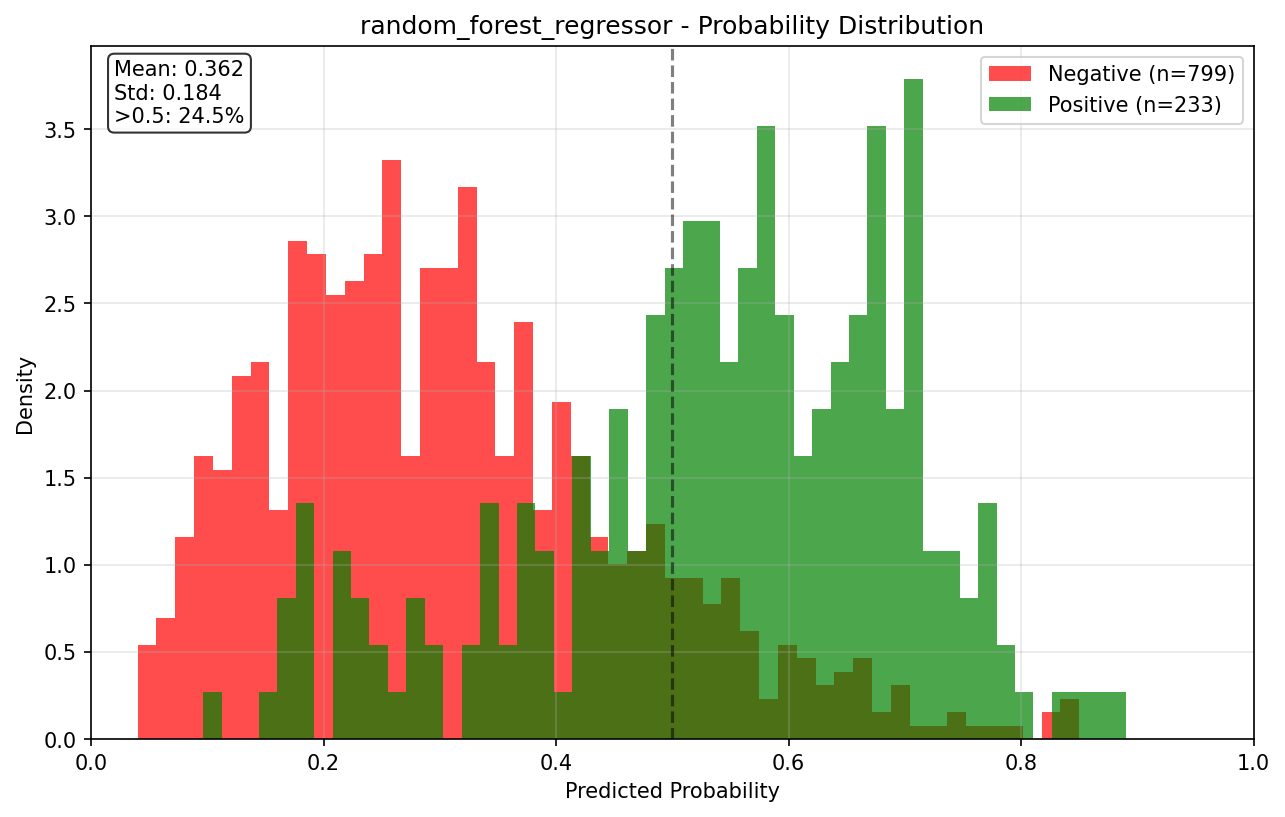 random_forest_regressor - Probability Distribution
Mean: 0.362
Std: 0.184
>0.5: 24.5%
Negative (n=799)
Positive (n=233)
Density
3.5
3.0
2.5
2.0
1.5
1.0
0.5
0.0
0.0 0.2 0.4 0.6 0.8 1.0
Predicted Probability